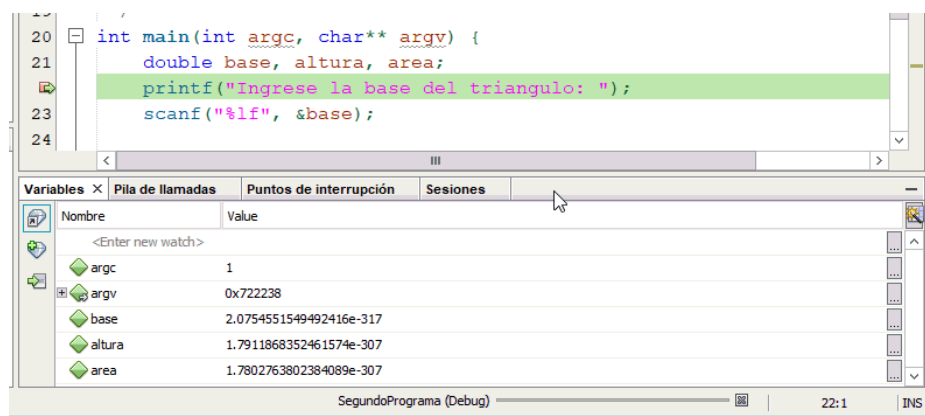 20 int main(int argc, char** argv) {
21 double base, altura, area;
printf("Ingrese la base del triangulo: ");
23 scanf("%lf", &base);
24
Variables X Pila de llamadas Puntos de interrupción Sesiones
Nombre Value
<Enter new watch>
argc 1
argv 0x722238
base 2.0754551549492416e-317
altura 1.7911868352461574e-307
area 1.7802763802384089e-307
SegundoPrograma (Debug) 22:1 INS